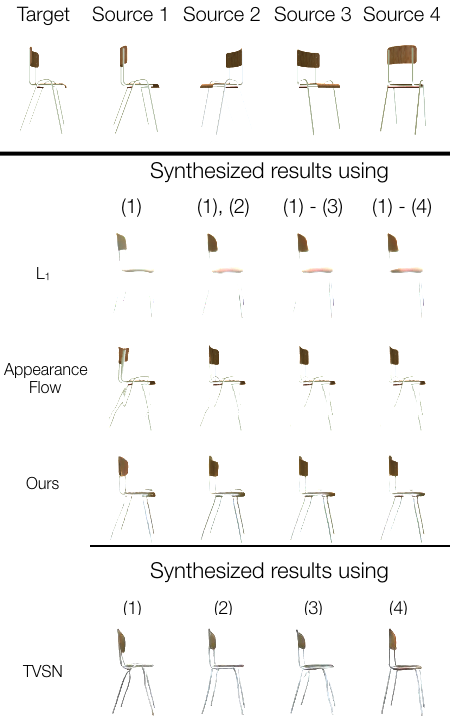 Target Source 1 Source 2 Source 3 Source 4
Synthesized results using
(1) (1), (2) (1) - (3) (1) - (4)
L₁
Appearance
Flow
Ours
Synthesized results using
(1) (2) (3) (4)
TVSN